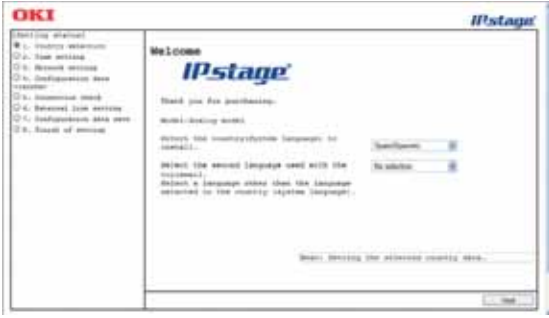 OKI
IPstage
[Setting status]
1. Country selection
2. Time setting
3. Network setting
4. Configuration data
transfer
5. Connection check
6. External line setting
7. Configuration data save
8. Finish of setting
Welcome
IPstage
Thank you for purchasing.
Model:Analog model
Select the country(System language) to
install.
Spain(Spanish)
Select the second language used with the
voicemail.
No selection
Select a language other than the language
selected in the country (system language).
Next: Setting the selected country data.
Next